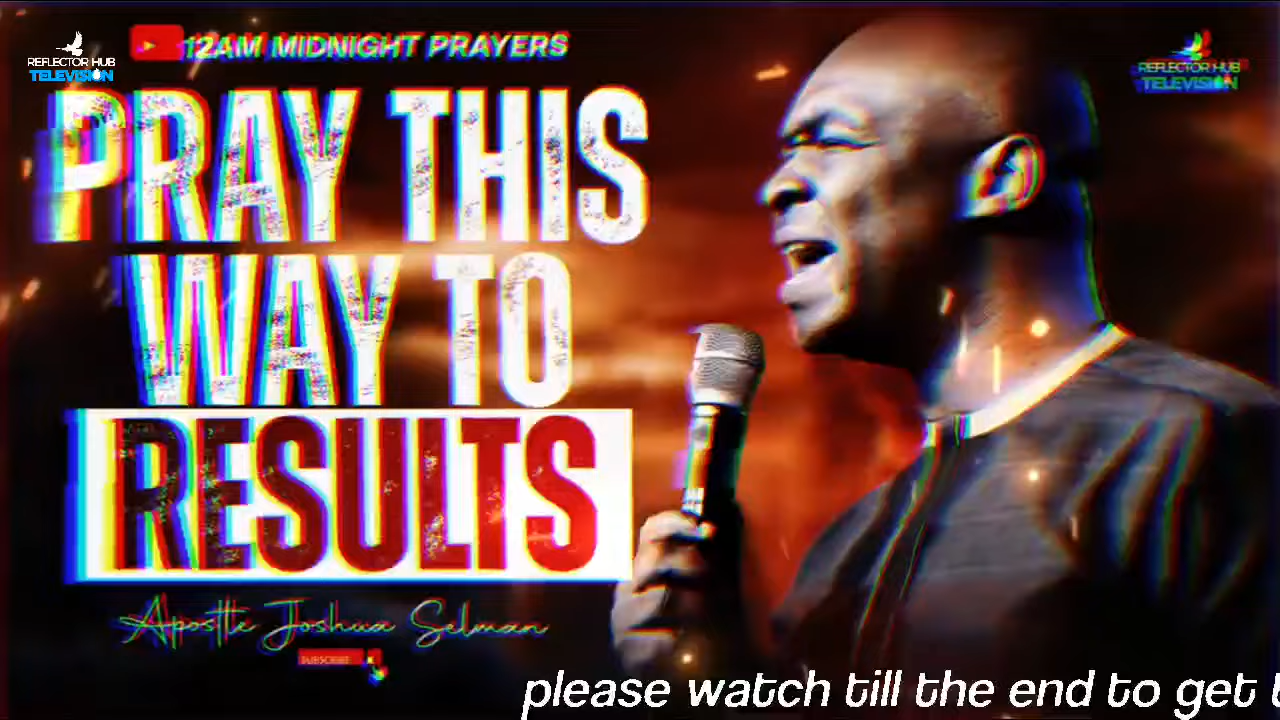 REFLECTOR HUB
TELEVISION
12AM MIDNIGHT PRAYERS
REFLECTOR HUB
TELEVISION
PRAY THIS
WAY TO
RESULTS
Apostle Joshua Selman
SUBSCRIBE
please watch till the end to get